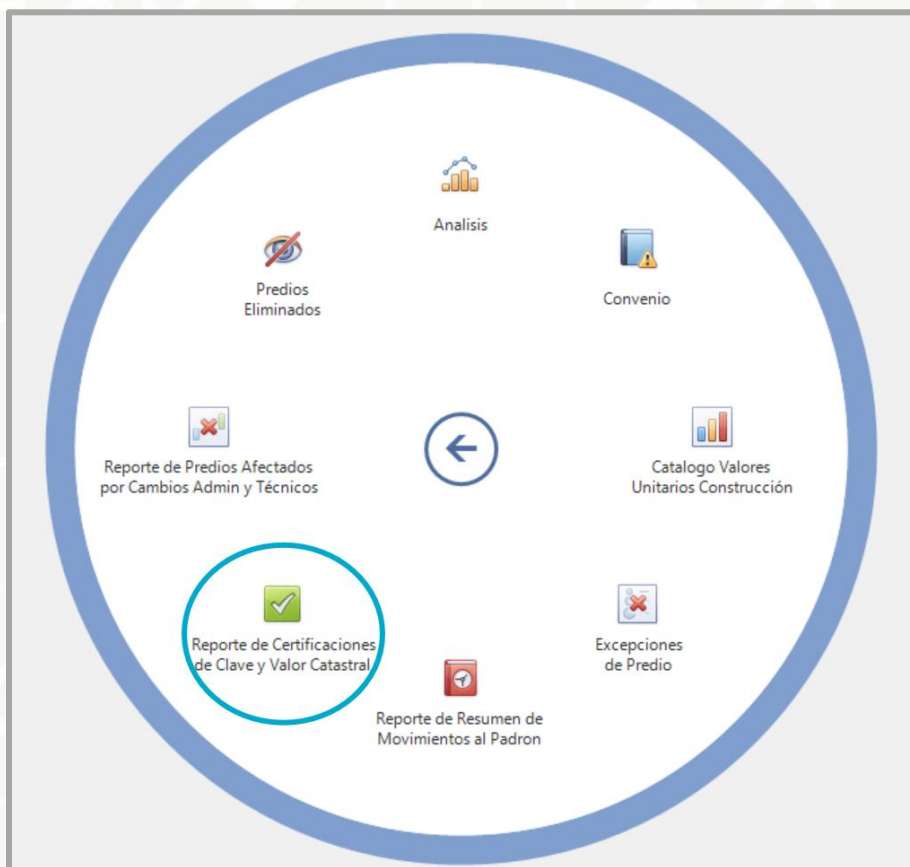 Analisis
Predios
Eliminados
Convenio
Reporte de Predios Afectados
por Cambios Admin y Técnicos
Catalogo Valores
Unitarios Construcción
Reporte de Certificaciones
de Clave y Valor Catastral
Excepciones
de Predio
Reporte de Resumen de
Movimientos al Padron